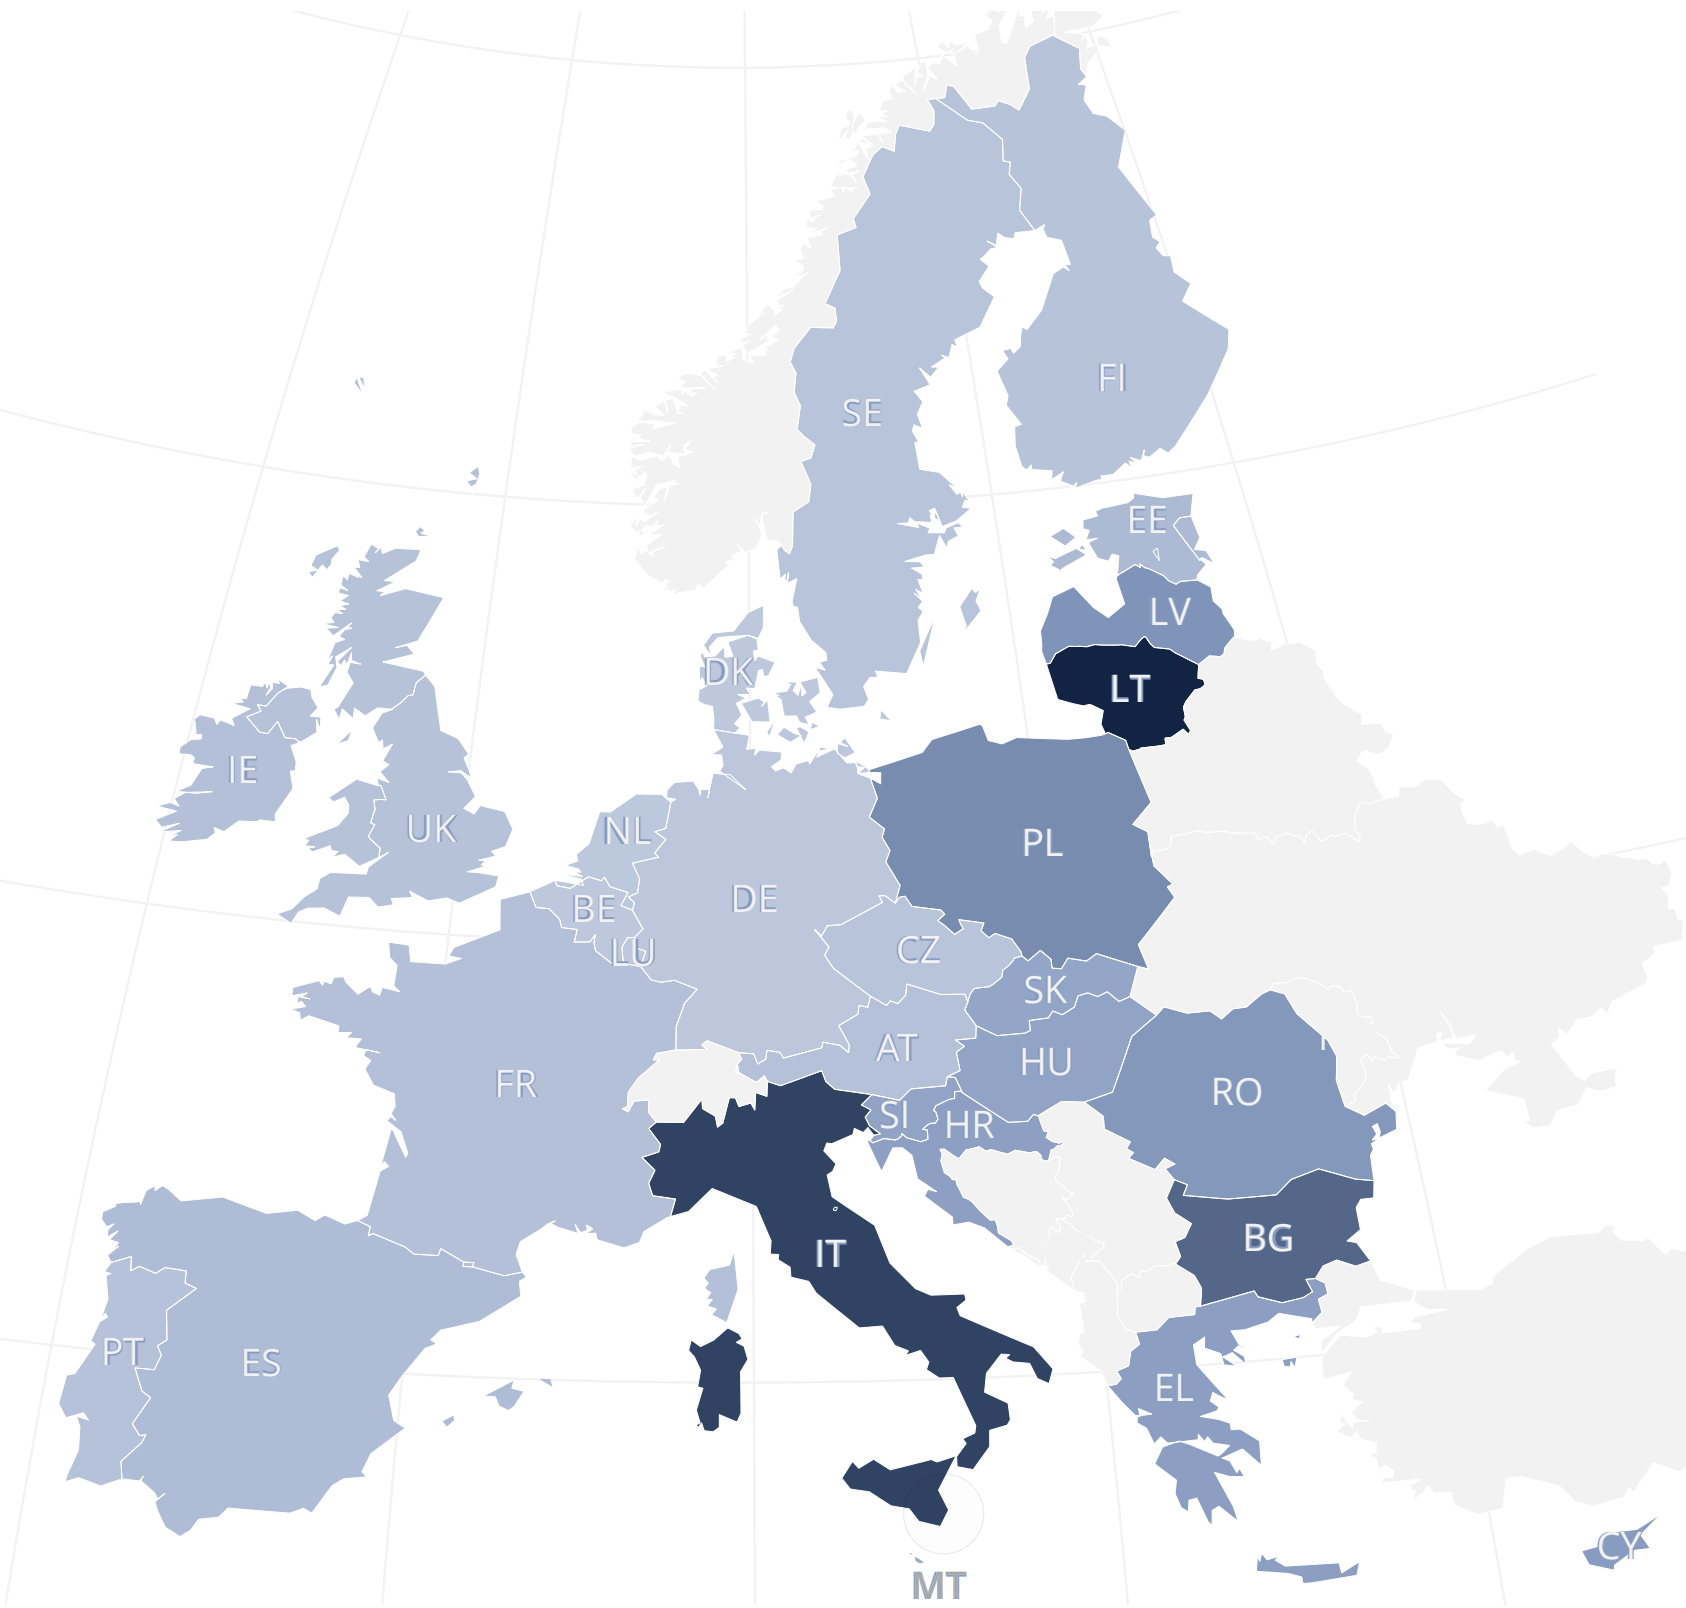 FI
SE
EE
LV
DK
LT
IE
UK
NL
PL
DE
BE
LU
CZ
SK
AT
HU
FR
RO
SI
HR
BG
IT
PT
ES
EL
CY
MT